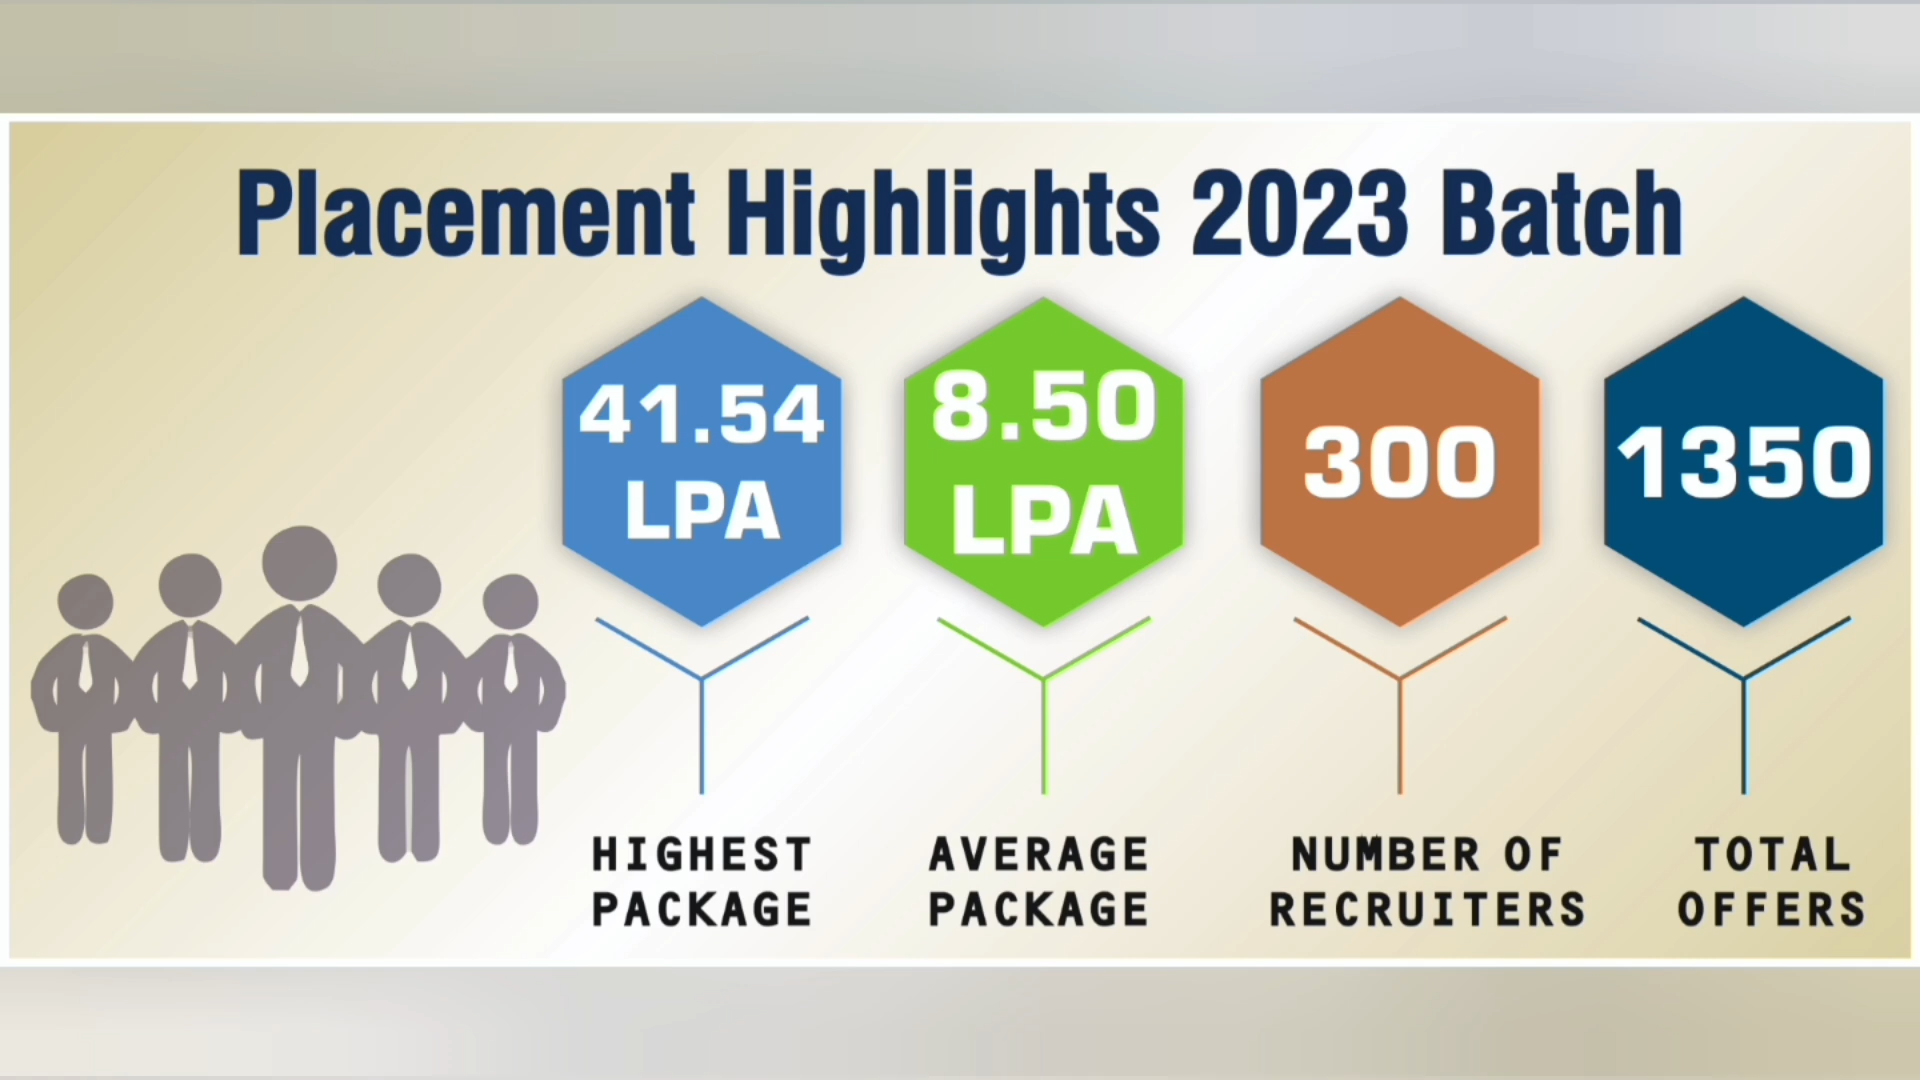 Placement Highlights 2023 Batch
41.54
LPA
HIGHEST
PACKAGE
8.50
LPA
AVERAGE
PACKAGE
300
NUMBER OF
RECRUITERS
1350
TOTAL
OFFERS